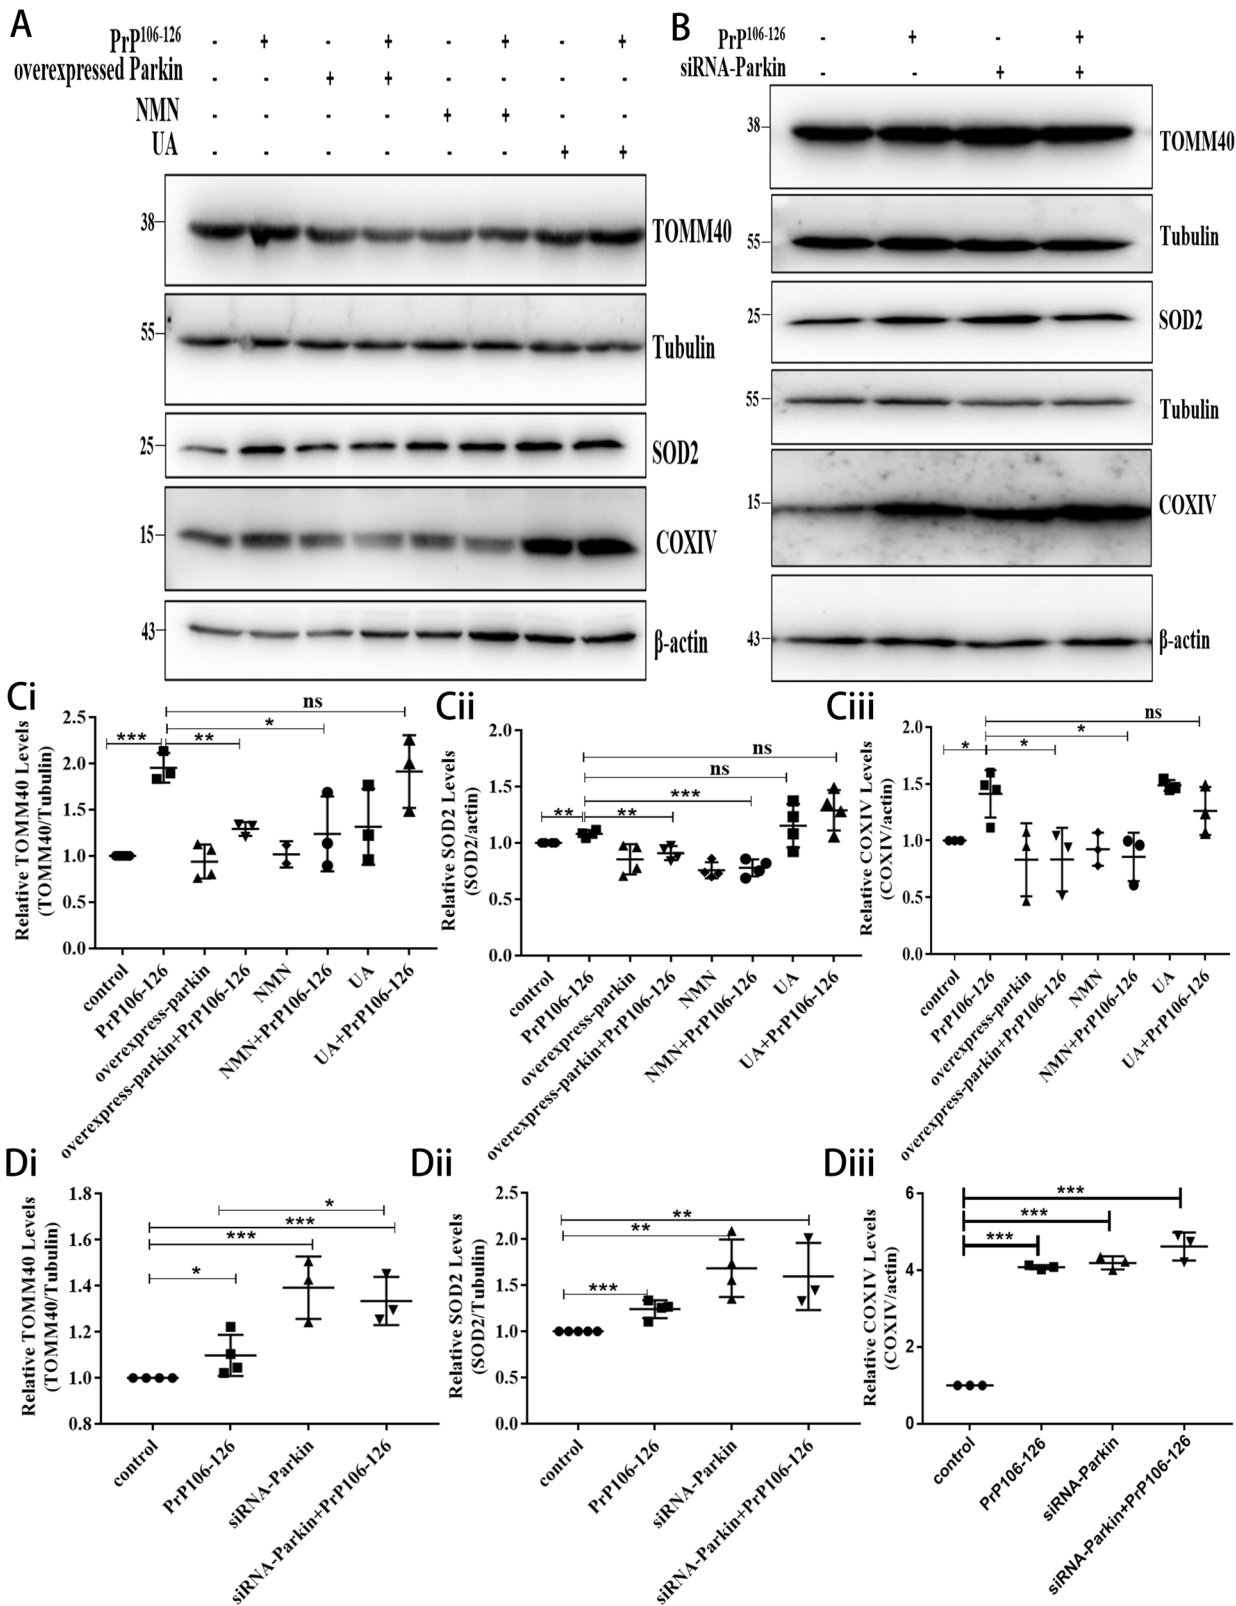 A
PrP106-126 - + - + - + - +
overexpressed Parkin - - + + - - - -
NMN - - - - + + - -
UA - - - - - - + +
38
TOMM40
55
Tubulin
25
SOD2
15
COXIV
43
β-actin
B
PrP106-126 - + - +
siRNA-Parkin - - + +
38
TOMM40
55
Tubulin
25
SOD2
55
Tubulin
15
COXIV
43
β-actin
Ci
Relative TOMM40 Levels
(TOMM40/Tubulin)
2.5
2.0
1.5
1.0
0.5
0.0
ns
*
*** **
control
PrP106-126
overexpress-parkin
overexpress-parkin+PrP106-126
NMN
NMN+PrP106-126
UA
UA+PrP106-126
Cii
Relative SOD2 Levels
(SOD2/actin)
2.0
1.5
1.0
0.5
0.0
ns
ns
***
** **
control
PrP106-126
overexpress-parkin
overexpress-parkin+PrP106-126
NMN
NMN+PrP106-126
UA
UA+PrP106-126
Ciii
Relative COXIV Levels
(COXIV/actin)
2.0
1.5
1.0
0.5
0.0
ns
*
* *
control
PrP106-126
overexpress-parkin
overexpress-parkin+PrP106-126
NMN
NMN+PrP106-126
UA
UA+PrP106-126
Di
Relative TOMM40 Levels
(TOMM40/Tubulin)
1.8
1.6
1.4
1.2
1.0
0.8
*
***
***
*
control
PrP106-126
siRNA-Parkin
siRNA-Parkin+PrP106-126
Dii
Relative SOD2 Levels
(SOD2/Tubulin)
2.5
2.0
1.5
1.0
0.5
0.0
**
**
***
control
PrP106-126
siRNA-Parkin
siRNA-Parkin+PrP106-126
Diii
Relative COXIV Levels
(COXIV/actin)
6
4
2
0
***
***
***
control
PrP106-126
siRNA-Parkin
siRNA-Parkin+PrP106-126